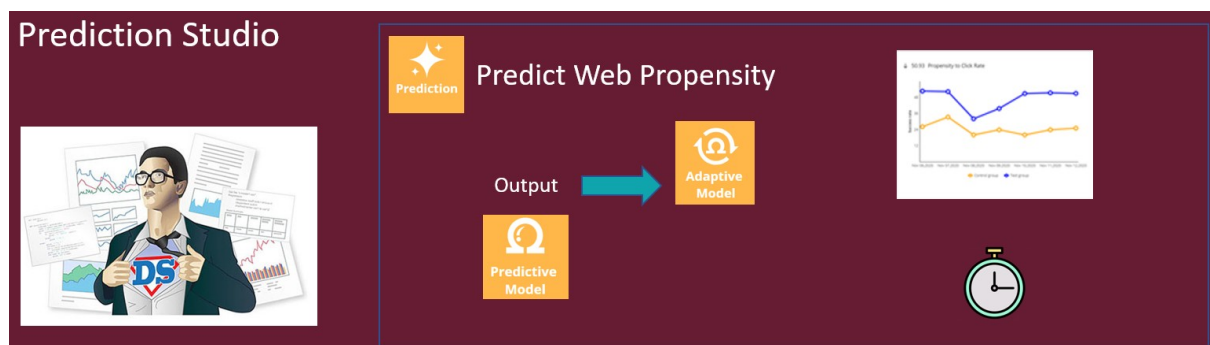 Prediction Studio
DS
Prediction
Predict Web Propensity
Output
Adaptive
Model
Predictive
Model
Propensity to Click Rate
Control group
Test group